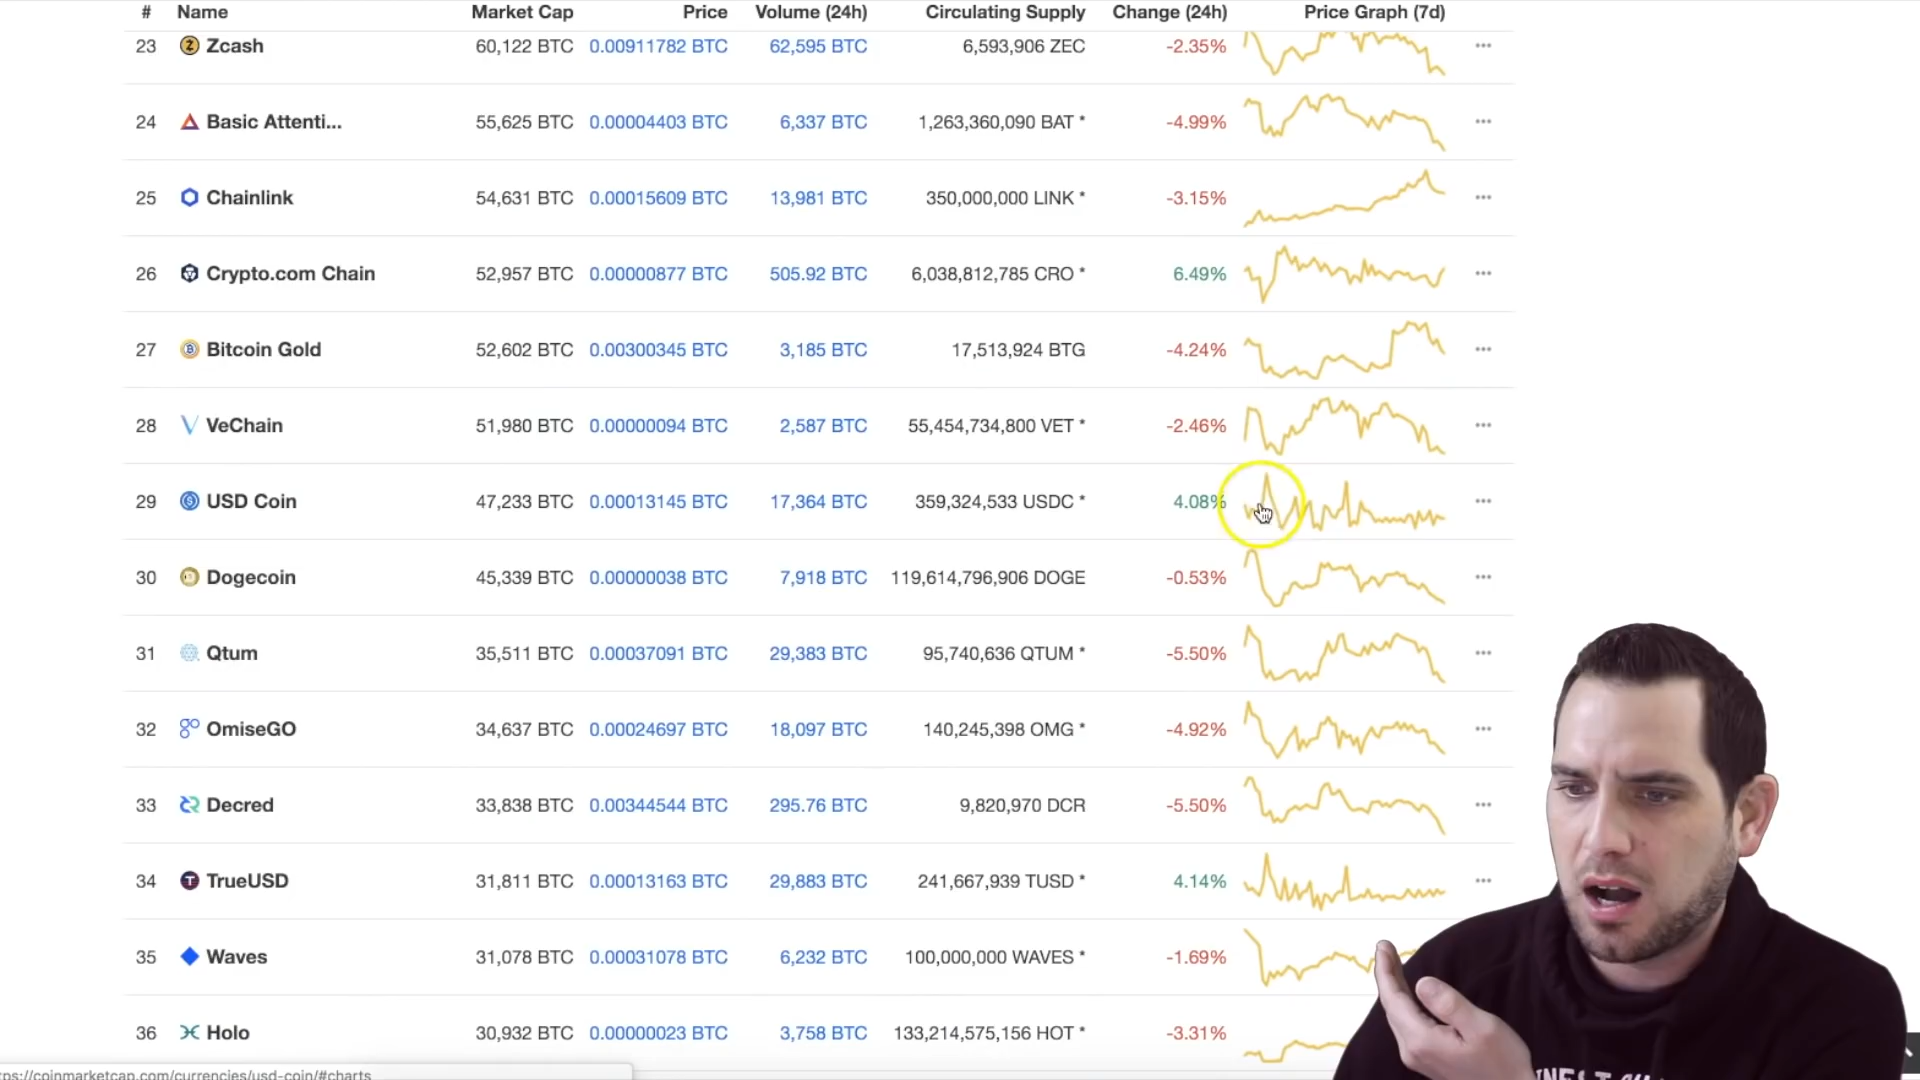 # Name Market Cap Price Volume (24h) Circulating Supply Change (24h) Price Graph (7d)
23 Zcash 60,122 BTC 0.00911782 BTC 62,595 BTC 6,593,906 ZEC -2.35%
24 Basic Attenti... 55,625 BTC 0.00004403 BTC 6,337 BTC 1,263,360,090 BAT * -4.99%
25 Chainlink 54,631 BTC 0.00015609 BTC 13,981 BTC 350,000,000 LINK * -3.15%
26 Crypto.com Chain 52,957 BTC 0.00000877 BTC 505.92 BTC 6,038,812,785 CRO * 6.49%
27 Bitcoin Gold 52,602 BTC 0.00300345 BTC 3,185 BTC 17,513,924 BTG -4.24%
28 VeChain 51,980 BTC 0.00000094 BTC 2,587 BTC 55,454,734,800 VET * -2.46%
29 USD Coin 47,233 BTC 0.00013145 BTC 17,364 BTC 359,324,533 USDC * 4.08%
30 Dogecoin 45,339 BTC 0.00000038 BTC 7,918 BTC 119,614,796,906 DOGE -0.53%
31 Qtum 35,511 BTC 0.00037091 BTC 29,383 BTC 95,740,636 QTUM * -5.50%
32 OmiseGO 34,637 BTC 0.00024697 BTC 18,097 BTC 140,245,398 OMG * -4.92%
33 Decred 33,838 BTC 0.00344544 BTC 295.76 BTC 9,820,970 DCR -5.50%
34 TrueUSD 31,811 BTC 0.00013163 BTC 29,883 BTC 241,667,939 TUSD * 4.14%
35 Waves 31,078 BTC 0.00031078 BTC 6,232 BTC 100,000,000 WAVES * -1.69%
36 Holo 30,932 BTC 0.00000023 BTC 3,758 BTC 133,214,575,156 HOT * -3.31%
ps://coinmarketcap.com/currencies/usd-coin/#charts